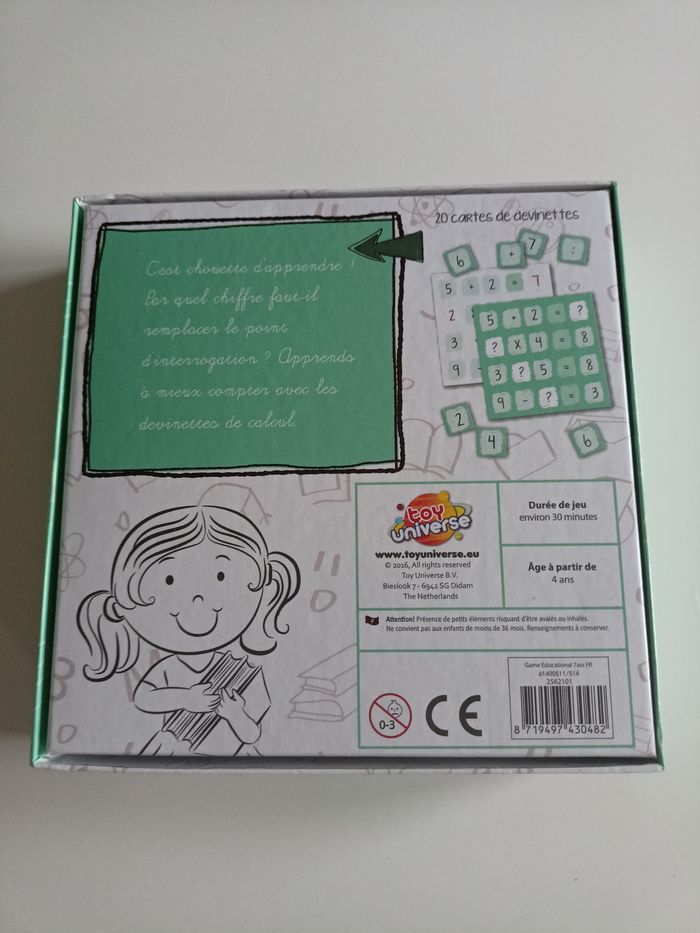 20 cartes de devinettes
C'est chouette d'apprendre !
Par quel chiffre faut-il
remplacer le point
d'interrogation ? Apprends
à mieux compter avec les
devinettes de calcul.
6 + 7 :
5 + 2 = 7
2
3
9 -
5 + 2 = ?
? x 4 = 8
3 ? 5 = 8
9 - ? = 3
2
4
6
toy
universe
www.toyuniverse.eu
© 2016, All rights reserved
Toy Universe B.V.
Bieslook 7 - 6942 SG Didam
The Netherlands
Durée de jeu
environ 30 minutes
Âge à partir de
4 ans
F
Attention! Présence de petits éléments risquant d'être avalés ou inhalés.
Ne convient pas aux enfants de moins de 36 mois. Renseignements à conserver.
0-3
CE
Game Educational 7ass FR
61400511/514
2562101
8 719497 430482